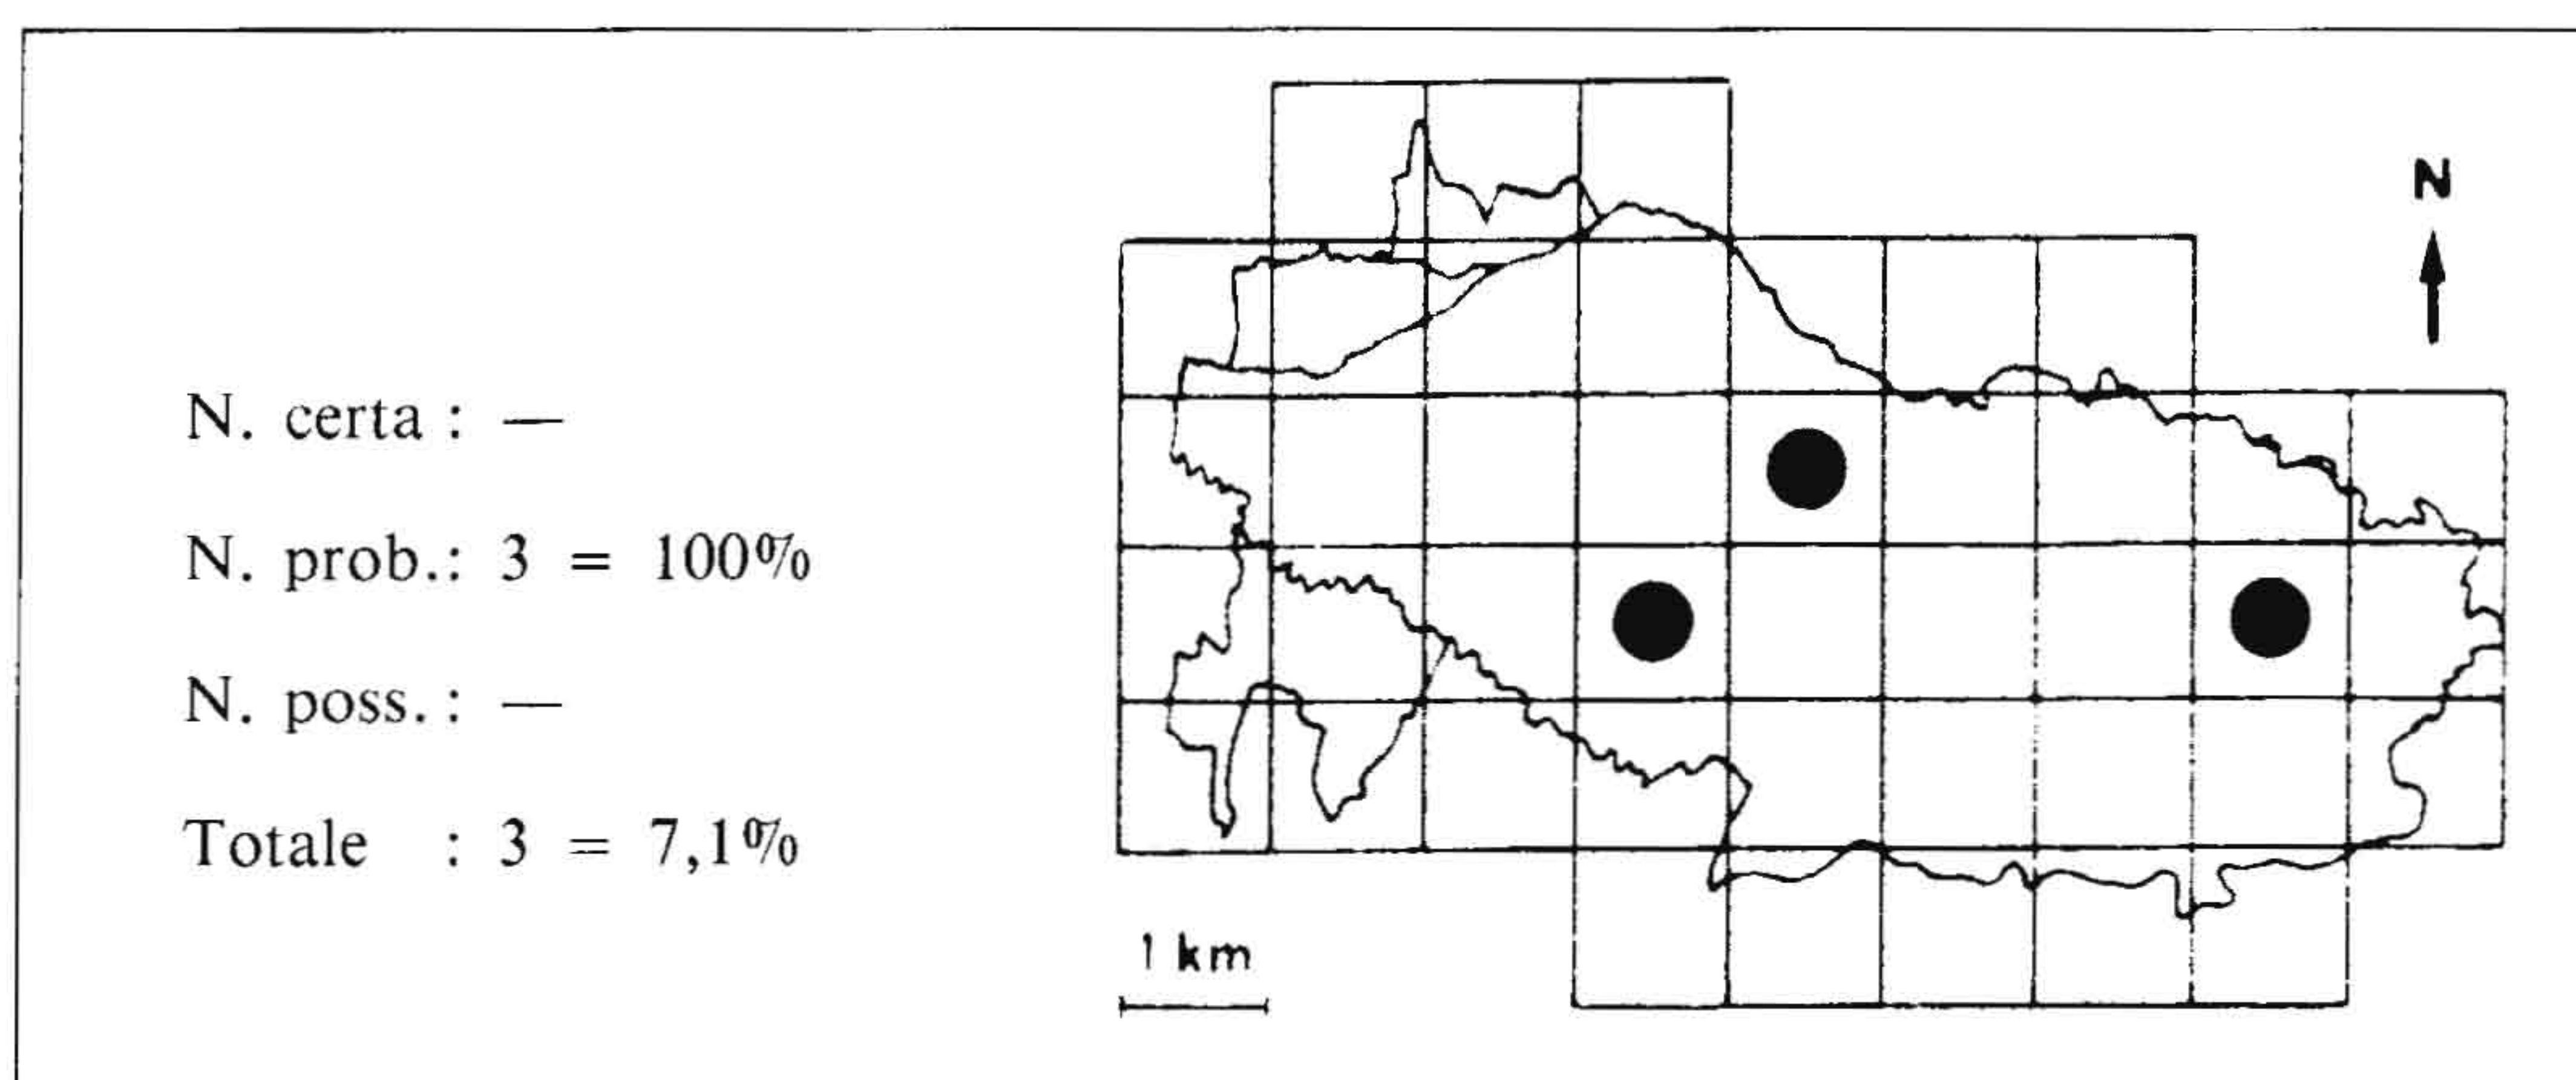 N. certa : —
N. prob.: 3 = 100%
N. poss. : —
Totale : 3 = 7,1%
N
1 km